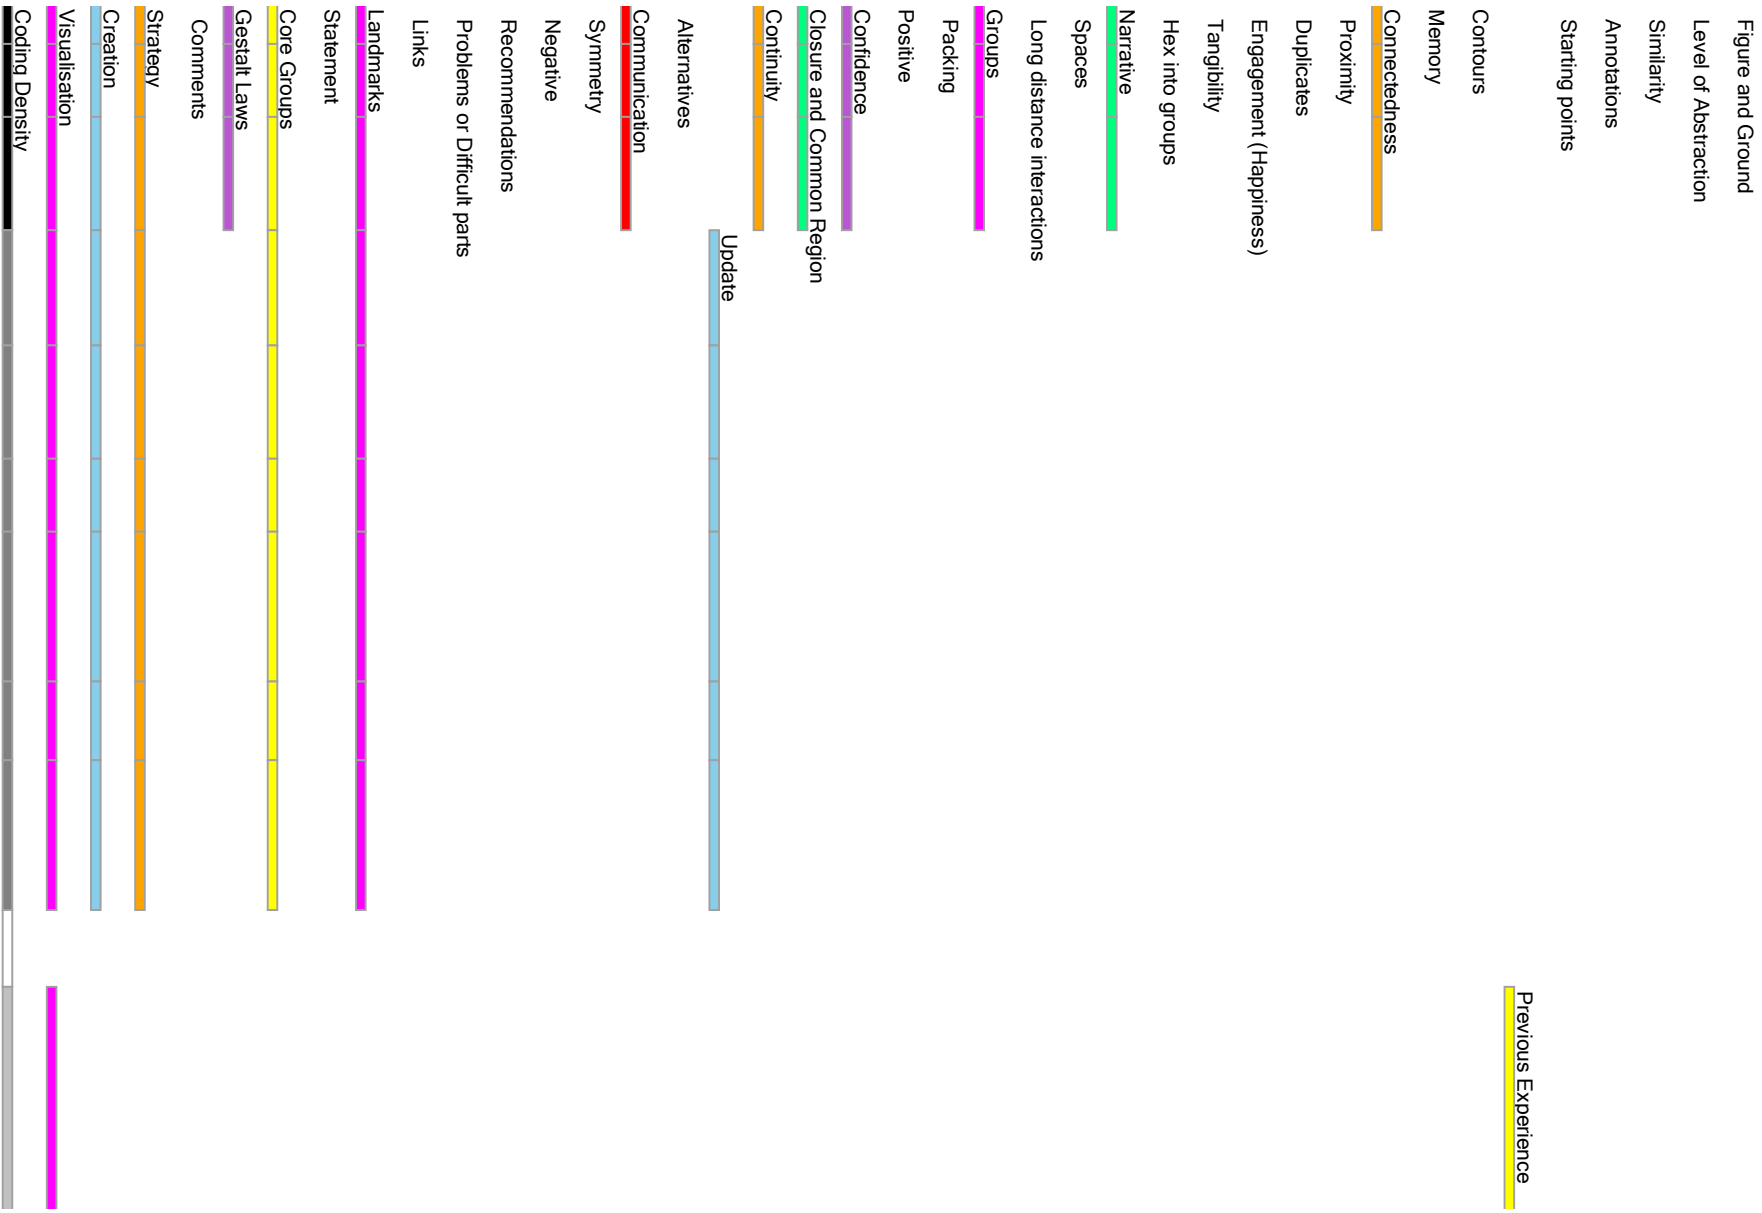 Coding Density
Visualisation
Creation
Strategy
Comments
Gestalt Laws
Core Groups
Statement
Landmarks
Links
Problems or Difficult parts
Recommendations
Negative
Symmetry
Communication
Alternatives
Update
Continuity
Closure and Common Region
Confidence
Positive
Packing
Groups
Long distance interactions
Spaces
Narrative
Hex into groups
Tangibility
Engagement (Happiness)
Duplicates
Proximity
Connectedness
Memory
Contours
Previous Experience
Starting points
Annotations
Similarity
Level of Abstraction
Figure and Ground